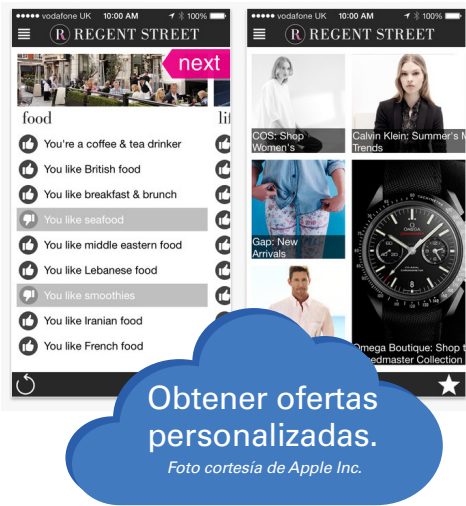 vodafone UK 10:00 AM 100%
R REGENT STREET
next
food
You're a coffee & tea drinker
You like British food
You like breakfast & brunch
You like seafood
You like middle eastern food
You like Lebanese food
You like smoothies
You like Iranian food
You like French food
vodafone UK 10:00 AM 100%
R REGENT STREET
COS: Shop
Women's
Calvin Klein: Summer's
Trends
Gap: New
Arrivals
OMEGA
Omega Boutique: Shop
Speedmaster Collection
Obtener ofertas
personalizadas.
Foto cortesía de Apple Inc.